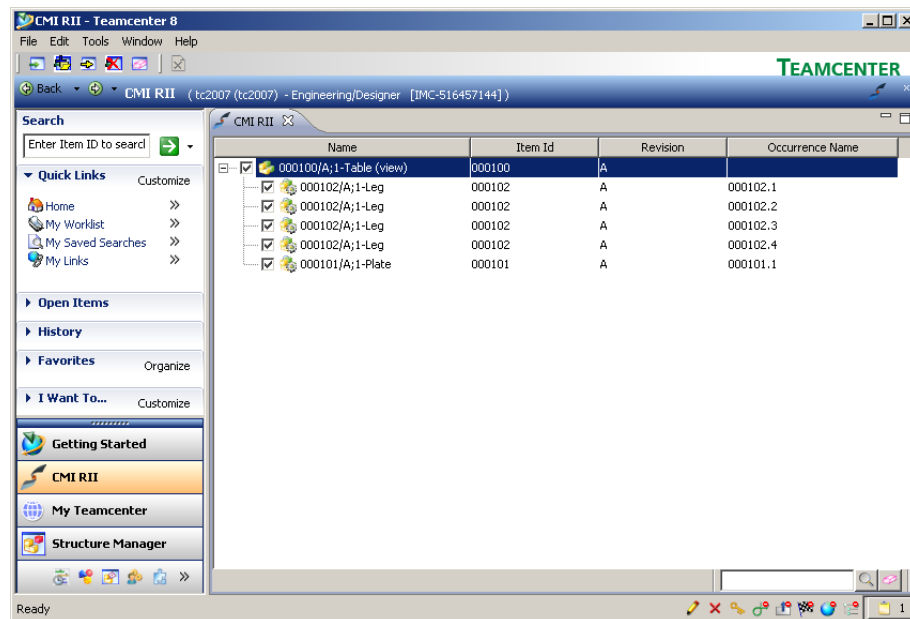 CMI RII - Teamcenter 8
File Edit Tools Window Help
TEAMCENTER
Back CMI RII ( tc2007 (tc2007) - Engineering/Designer [IMC-516457144] )
Search
Enter Item ID to searcl
Quick Links Customize
Home »
My Worklist »
My Saved Searches »
My Links »
Open Items
History
Favorites Organize
I Want To... Customize
Getting Started
CMI RII
My Teamcenter
Structure Manager
»
CMI RII
Name Item Id Revision Occurrence Name
000100/A;1-Table (view) 000100 A
000102/A;1-Leg 000102 A 000102.1
000102/A;1-Leg 000102 A 000102.2
000102/A;1-Leg 000102 A 000102.3
000102/A;1-Leg 000102 A 000102.4
000101/A;1-Plate 000101 A 000101.1
Ready 1